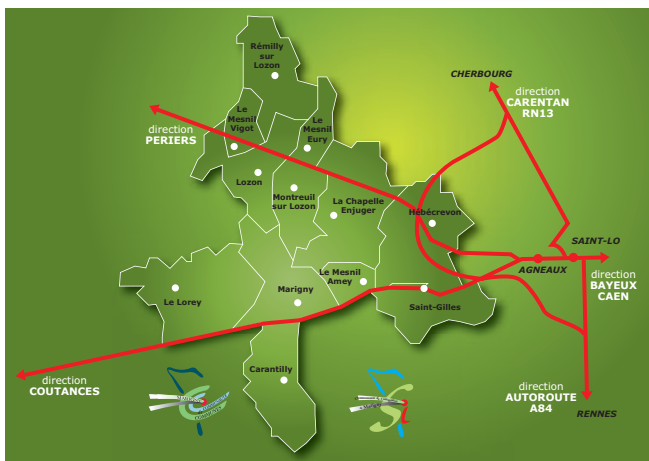 Rémilly
sur
Lozon
CHERBOURG
direction
CARENTAN
RN13
Le
Mesnil
Vigot
Le
Mesnil
Eury
direction
PERIERS
Lozon
Montreuil
sur Lozon
La Chapelle
Enjuger
Hébécrevon
SAINT-LO
AGNEAUX
direction
BAYEUX
CAEN
Le Mesnil
Amey
Le Lorey
Marigny
Saint-Gilles
Carantilly
direction
COUTANCES
direction
AUTOROUTE
A84
RENNES